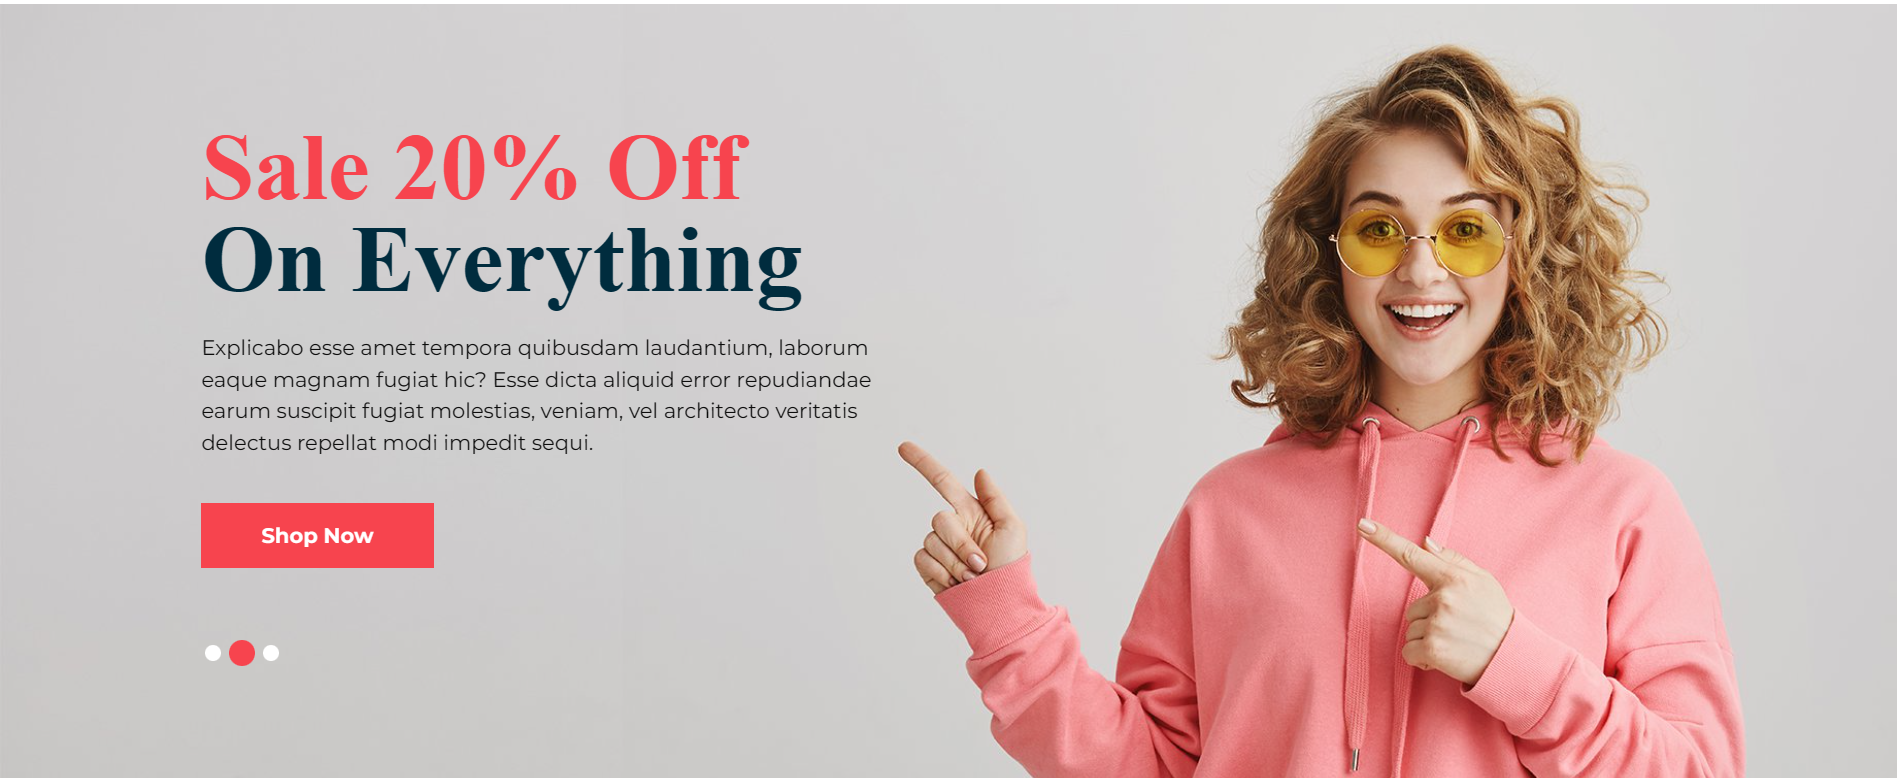 Sale 20% Off
On Everything
Explicabo esse amet tempora quibusdam laudantium, laborum
eaque magnam fugiat hic? Esse dicta aliquid error repudiandae
earum suscipit fugiat molestias, veniam, vel architecto veritatis
delectus repellat modi impedit sequi.
Shop Now